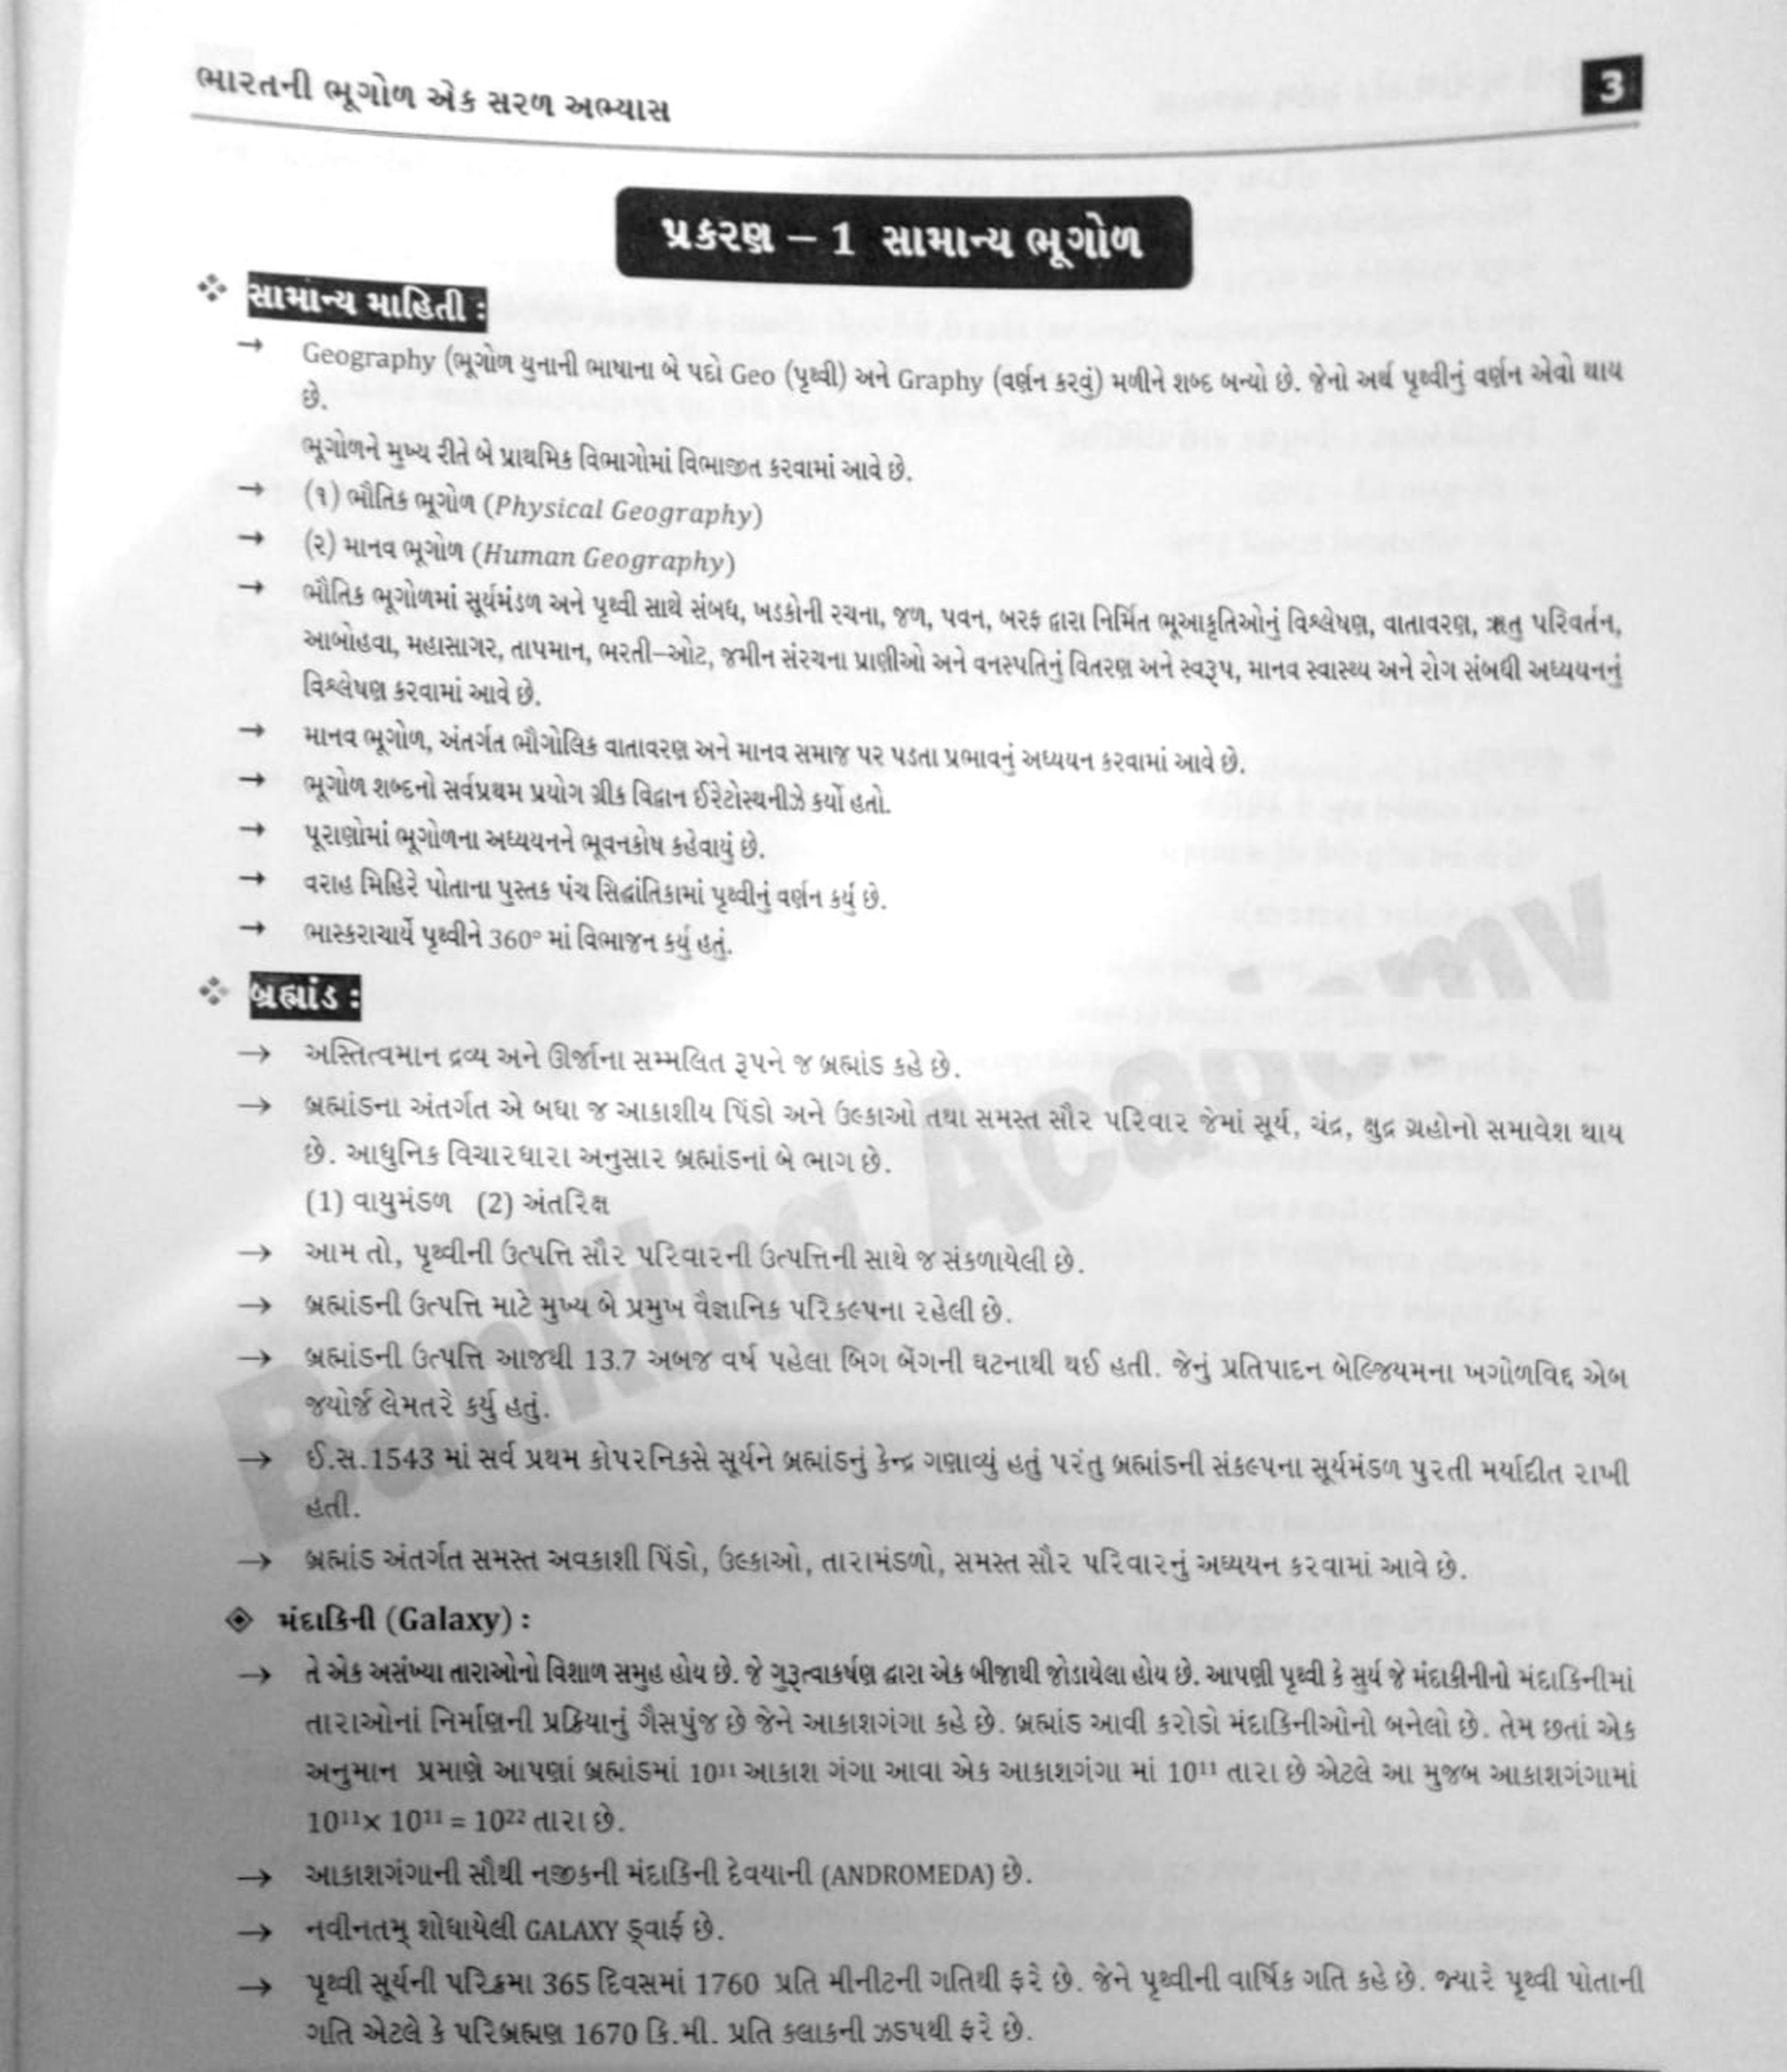 ભારતની ભૂગોળ એક સરળ અભ્યાસ
3
પ્રકરણ – 1 સામાન્ય ભૂગોળ
❖ સામાન્ય માહિતી :
→ Geography (ભૂગોળ યુનાની ભાષાના બે પદો Geo (પૃથ્વી) અને Graphy (વર્ણન કરવું) મળીને શબ્દ બન્યો છે. જેનો અર્થ પૃથ્વીનું વર્ણન એવો થાય
છે.
ભૂગોળને મુખ્ય રીતે બે પ્રાથમિક વિભાગોમાં વિભાજીત કરવામાં આવે છે.
→ (૧) ભૌતિક ભૂગોળ (Physical Geography)
→ (૨) માનવ ભૂગોળ (Human Geography)
→ ભૌતિક ભૂગોળમાં સૂર્યમંડળ અને પૃથ્વી સાથે સંબધ, ખડકોની રચના, જળ, પવન, બરફ દ્વારા નિર્મિત ભૂઆકૃતિઓનું વિશ્લેષણ, વાતાવરણ, ઋતુ પરિવર્તન,
આબોહવા, મહાસાગર, તાપમાન, ભરતી–ઓટ, જમીન સંરચના પ્રાણીઓ અને વનસ્પતિનું વિતરણ અને સ્વરૂપ, માનવ સ્વાસ્થ્ય અને રોગ સંબધી અધ્યયનનું
વિશ્લેષણ કરવામાં આવે છે.
→ માનવ ભૂગોળ, અંતર્ગત ભૌગોલિક વાતાવરણ અને માનવ સમાજ પર પડતા પ્રભાવનું અધ્યયન કરવામાં આવે છે.
→ ભૂગોળ શબ્દનો સર્વપ્રથમ પ્રયોગ ગ્રીક વિદ્વાન ઈરેટોસ્થનીઝે કર્યો હતો.
→ પૂરાણોમાં ભૂગોળના અધ્યયનને ભૂવનકોષ કહેવાયું છે.
→ વરાહ મિહિરે પોતાના પુસ્તક પંચ સિદ્ધાંતિકામાં પૃથ્વીનું વર્ણન કર્યુ છે.
→ ભાસ્કરાચાર્યે પૃથ્વીને 360° માં વિભાજન કર્યુ હતું.
❖ બ્રહ્માંડ :
→ અસ્તિત્વમાન દ્રવ્ય અને ઊર્જાના સમ્મલિત રૂપને જ બ્રહ્માંડ કહે છે.
→ બ્રહ્માંડના અંતર્ગત એ બધા જ આકાશીય પિંડો અને ઉલ્કાઓ તથા સમસ્ત સૌર પરિવાર જેમાં સૂર્ય, ચંદ્ર, ક્ષુદ્ર ગ્રહોનો સમાવેશ થાય
છે. આધુનિક વિચારધારા અનુસાર બ્રહ્માંડનાં બે ભાગ છે.
(1) વાયુમંડળ (2) અંતરિક્ષ
→ આમ તો, પૃથ્વીની ઉત્પત્તિ સૌર પરિવારની ઉત્પત્તિની સાથે જ સંકળાયેલી છે.
→ બ્રહ્માંડની ઉત્પત્તિ માટે મુખ્ય બે પ્રમુખ વૈજ્ઞાનિક પરિકલ્પના રહેલી છે.
→ બ્રહ્માંડની ઉત્પત્તિ આજથી 13.7 અબજ વર્ષ પહેલા બિગ બેંગની ઘટનાથી થઈ હતી. જેનું પ્રતિપાદન બેલ્જિયમના ખગોળવિદ્ એબ
જયોર્જ લેમતરે કર્યુ હતું.
→ ઈ.સ.1543 માં સર્વ પ્રથમ કોપરનિકસે સૂર્યને બ્રહ્માંડનું કેન્દ્ર ગણાવ્યું હતું પરંતુ બ્રહ્માંડની સંકલ્પના સૂર્યમંડળ પુરતી મર્યાદીત રાખી
હતી.
→ બ્રહ્માંડ અંતર્ગત સમસ્ત અવકાશી પિંડો, ઉલ્કાઓ, તારામંડળો, સમસ્ત સૌર પરિવારનું અધ્યયન કરવામાં આવે છે.
◈ મંદાકિની (Galaxy) :
→ તે એક અસંખ્યા તારાઓનો વિશાળ સમુહ હોય છે. જે ગુરૂત્વાકર્ષણ દ્વારા એક બીજાથી જોડાયેલા હોય છે. આપણી પૃથ્વી કે સુર્ય જે મંદાકીનીનો મંદાકિનીમાં
તારાઓનાં નિર્માણની પ્રક્રિયાનું ગૈસપુંજ છે જેને આકાશગંગા કહે છે. બ્રહ્માંડ આવી કરોડો મંદાકિનીઓનો બનેલો છે. તેમ છતાં એક
અનુમાન પ્રમાણે આપણાં બ્રહ્માંડમાં 10¹¹ આકાશ ગંગા આવા એક આકાશગંગા માં 10¹¹ તારા છે એટલે આ મુજબ આકાશગંગામાં
10¹¹× 10¹¹ = 10²² તારા છે.
→ આકાશગંગાની સૌથી નજીકની મંદાકિની દેવયાની (ANDROMEDA) છે.
→ નવીનતમ્ શોધાયેલી GALAXY ડ્વાર્ફ છે.
→ પૃથ્વી સૂર્યની પરિક્રમા 365 દિવસમાં 1760 પ્રતિ મીનીટની ગતિથી ફરે છે. જેને પૃથ્વીની વાર્ષિક ગતિ કહે છે. જ્યારે પૃથ્વી પોતાની
ગતિ એટલે કે પરિબ્રહ્મણ 1670 કિ.મી. પ્રતિ કલાકની ઝડપથી ફરે છે.
Banking Academy